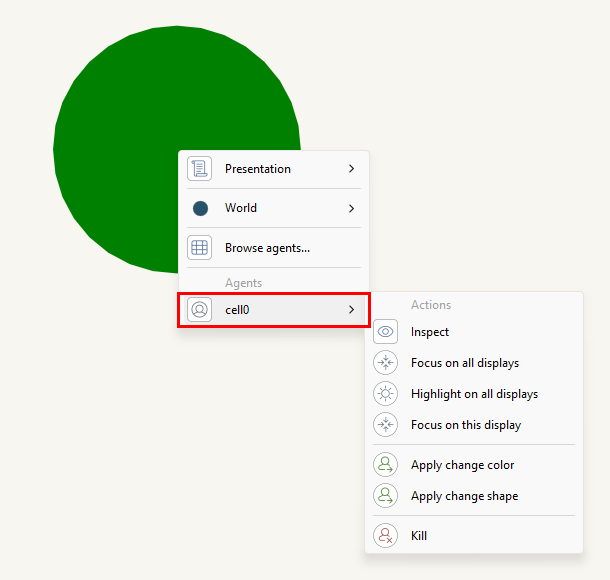 Presentation
World
Browse agents...
Agents
cell0
Actions
Inspect
Focus on all displays
Highlight on all displays
Focus on this display
Apply change color
Apply change shape
Kill